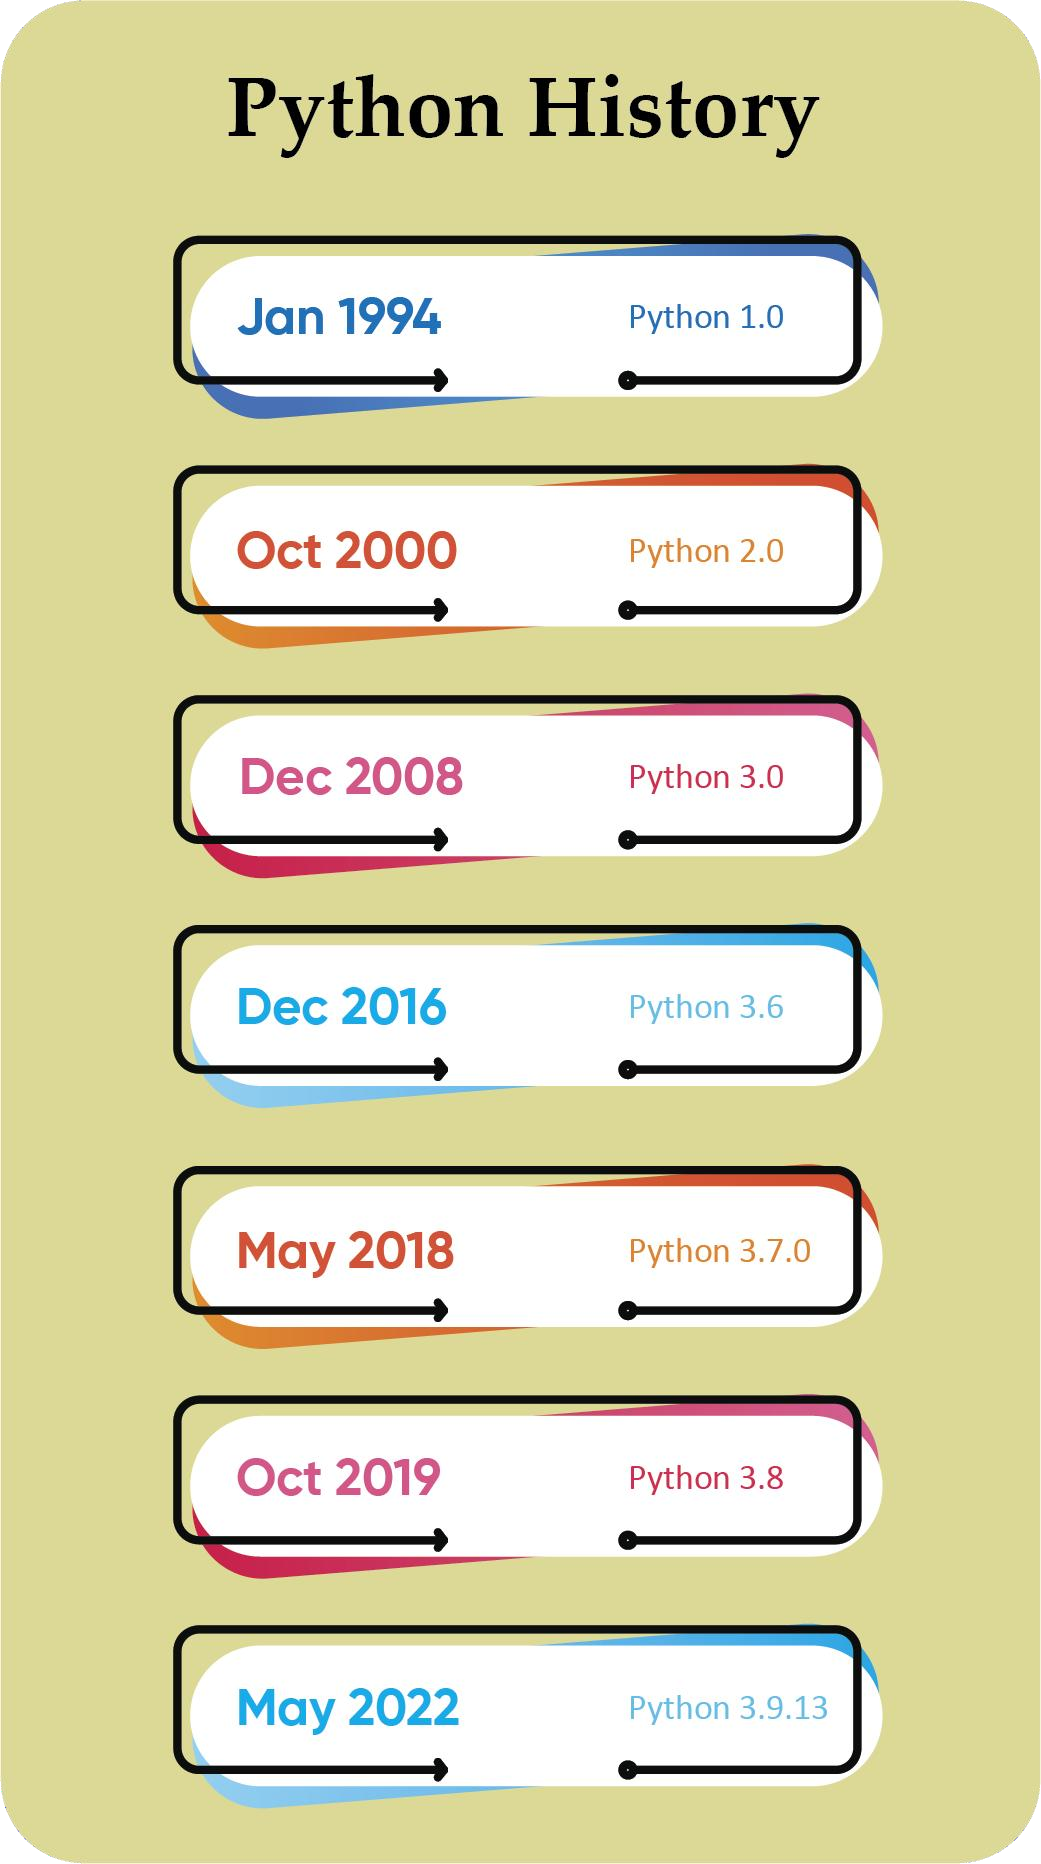 Python History
Jan 1994 Python 1.0
Oct 2000 Python 2.0
Dec 2008 Python 3.0
Dec 2016 Python 3.6
May 2018 Python 3.7.0
Oct 2019 Python 3.8
May 2022 Python 3.9.13